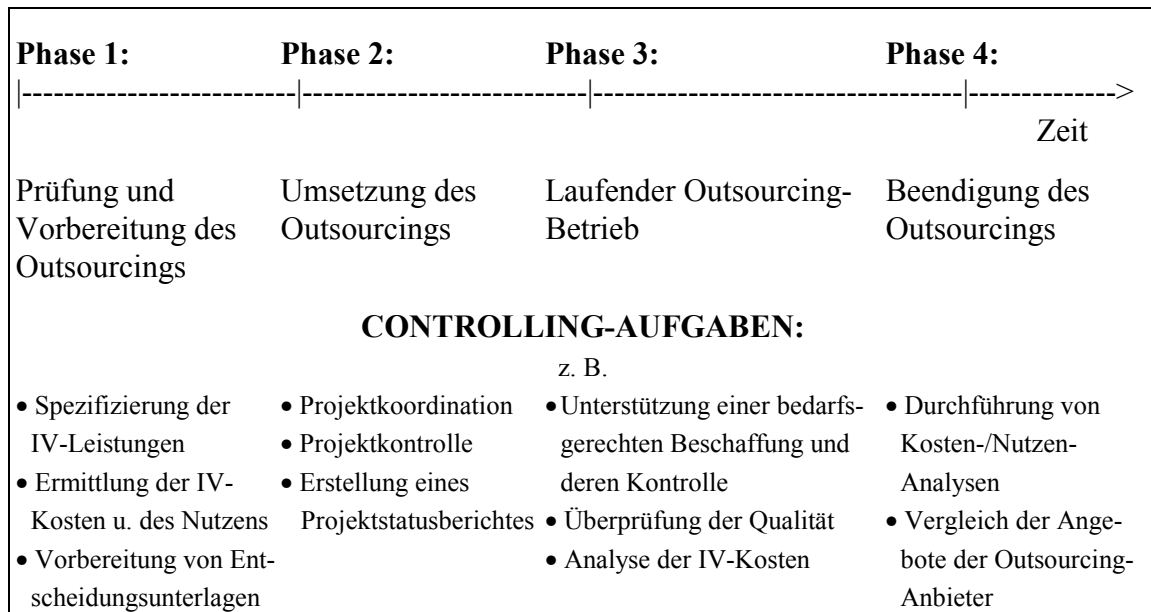 Phase 1: Phase 2: Phase 3: Phase 4:
|--------------------------|---------------------------|-----------------------------------|-------------->
Zeit
Prüfung und
Vorbereitung des
Outsourcings
Umsetzung des
Outsourcings
Laufender Outsourcing-
Betrieb
Beendigung des
Outsourcings
CONTROLLING-AUFGABEN:
z. B.
• Spezifizierung der
IV-Leistungen
• Ermittlung der IV-
Kosten u. des Nutzens
• Vorbereitung von Ent-
scheidungsunterlagen
• Projektkoordination
• Projektkontrolle
• Erstellung eines
Projektstatusberichtes
• Unterstützung einer bedarfs-
gerechten Beschaffung und
deren Kontrolle
• Überprüfung der Qualität
• Analyse der IV-Kosten
• Durchführung von
Kosten-/Nutzen-
Analysen
• Vergleich der Ange-
bote der Outsourcing-
Anbieter